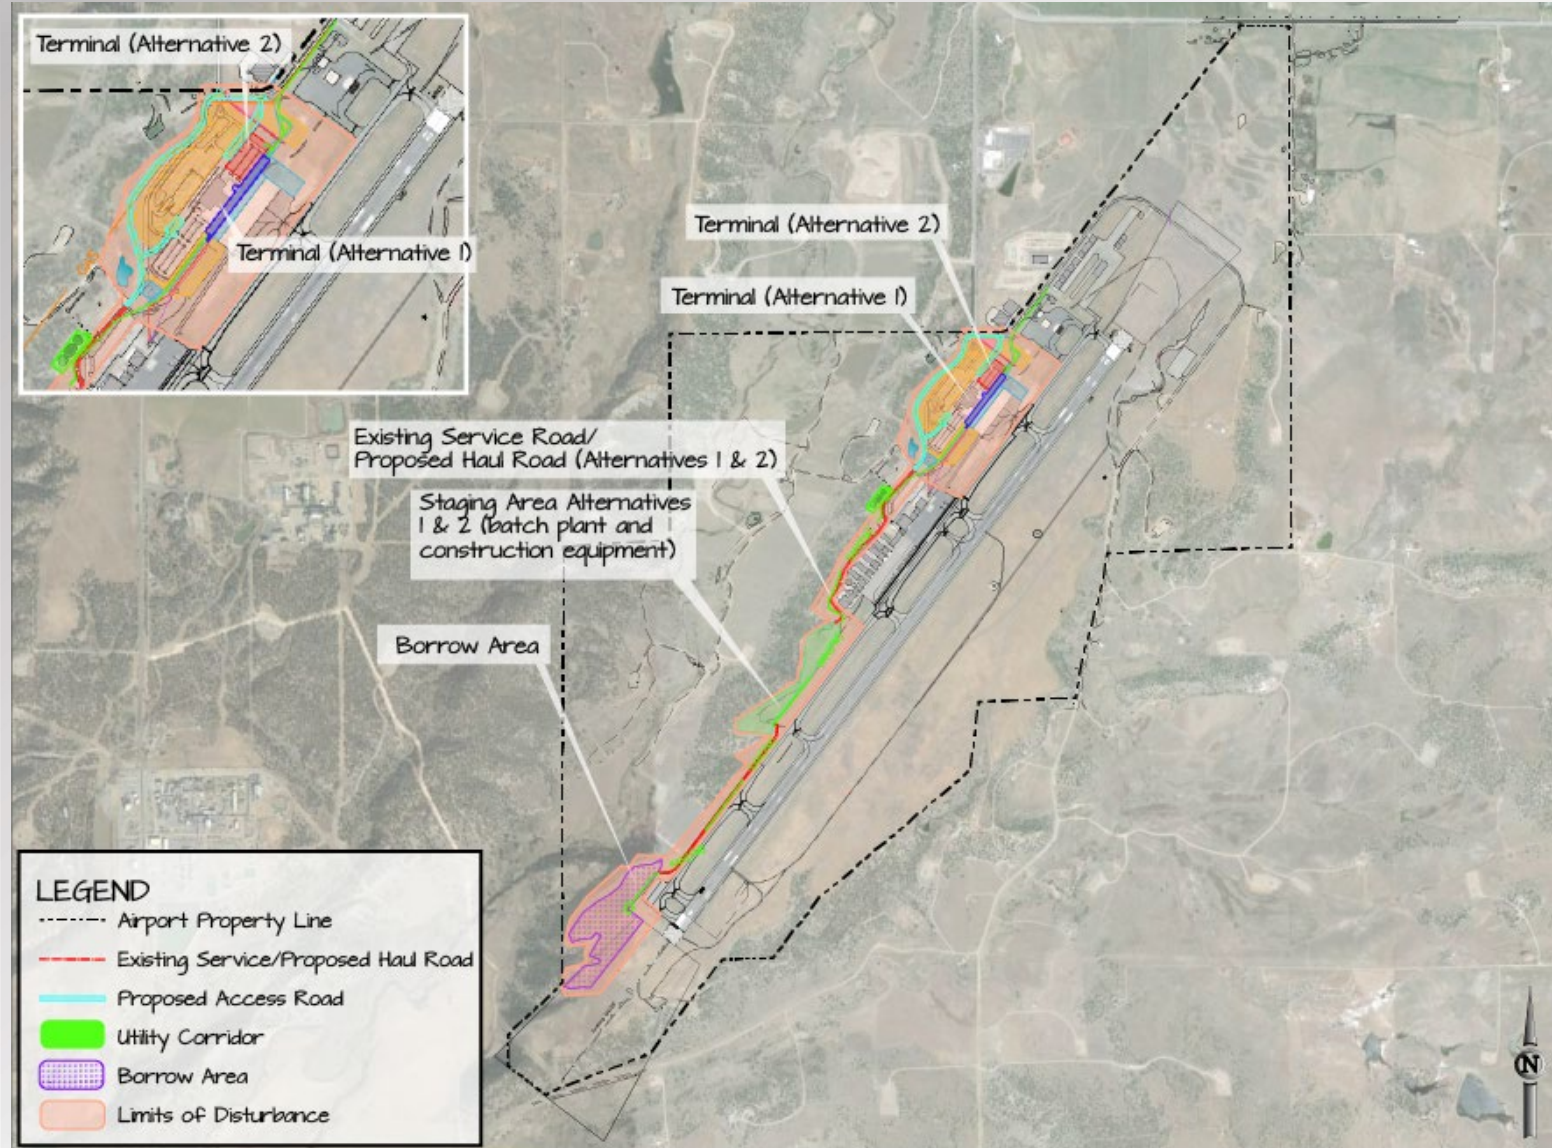 Terminal (Alternative 2)
Terminal (Alternative 1)
Terminal (Alternative 2)
Terminal (Alternative 1)
Existing Service Road/
Proposed Haul Road (Alternatives 1 & 2)
Staging Area Alternatives
1 & 2 (batch plant and
construction equipment)
Borrow Area
LEGEND
Airport Property Line
Existing Service/Proposed Haul Road
Proposed Access Road
Utility Corridor
Borrow Area
Limits of Disturbance
N